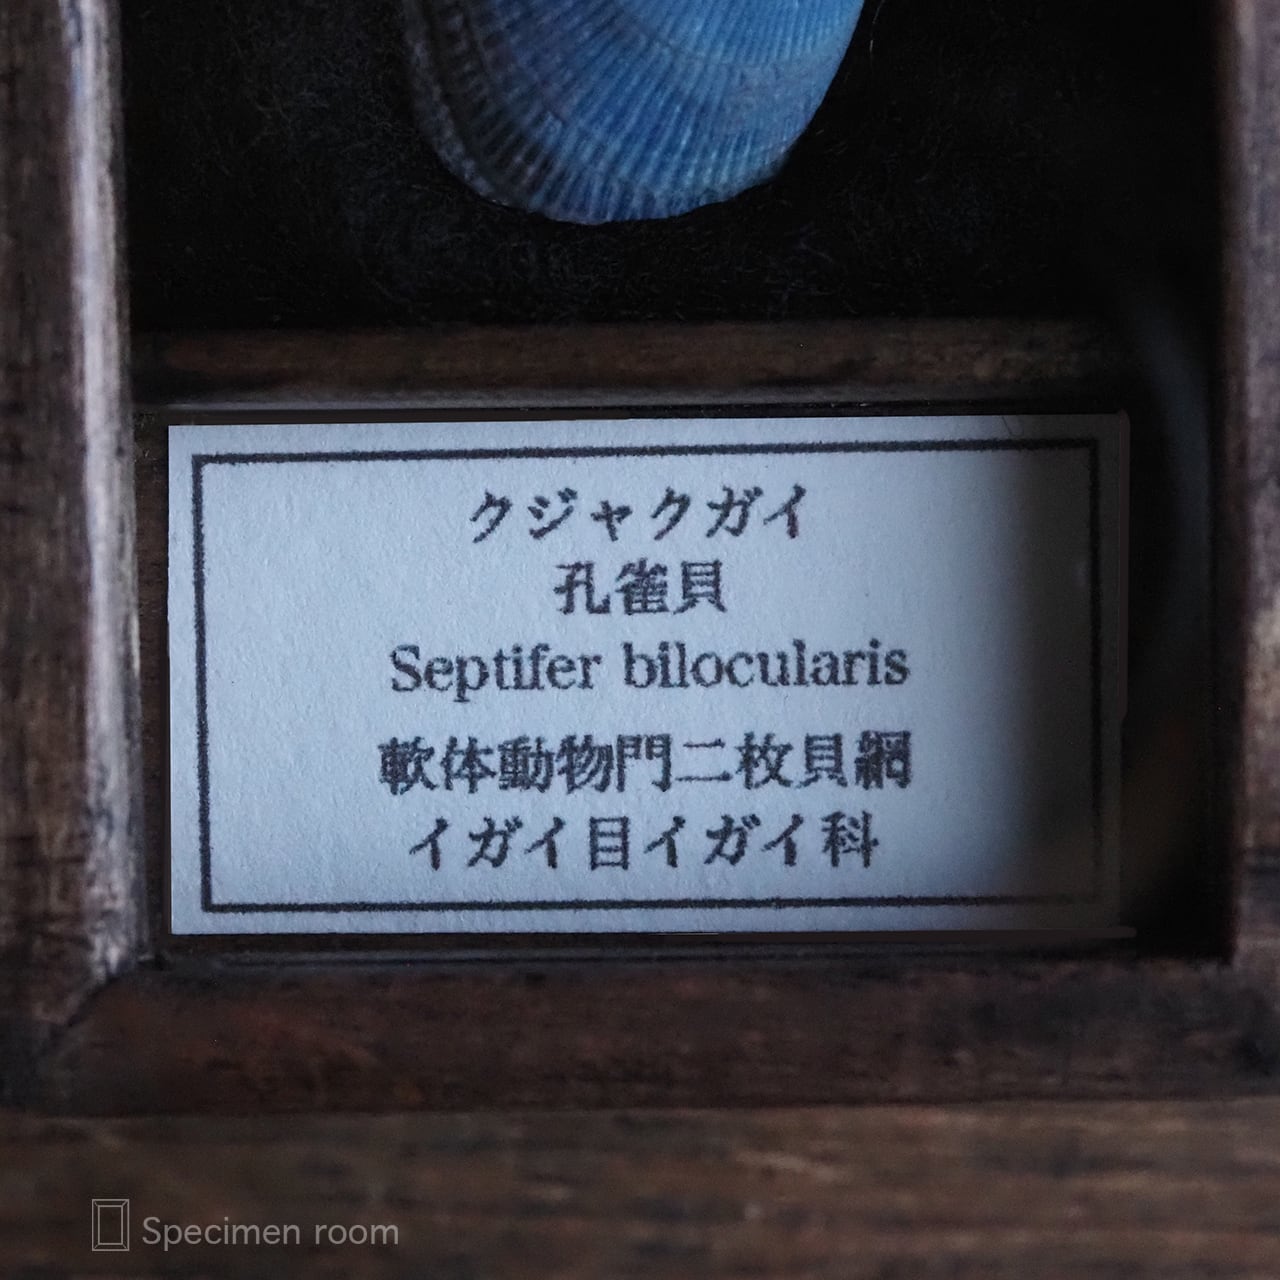 クジャクガイ
孔雀貝
Septifer bilocularis
軟体動物門二枚貝網
イガイ目イガイ科
Specimen room